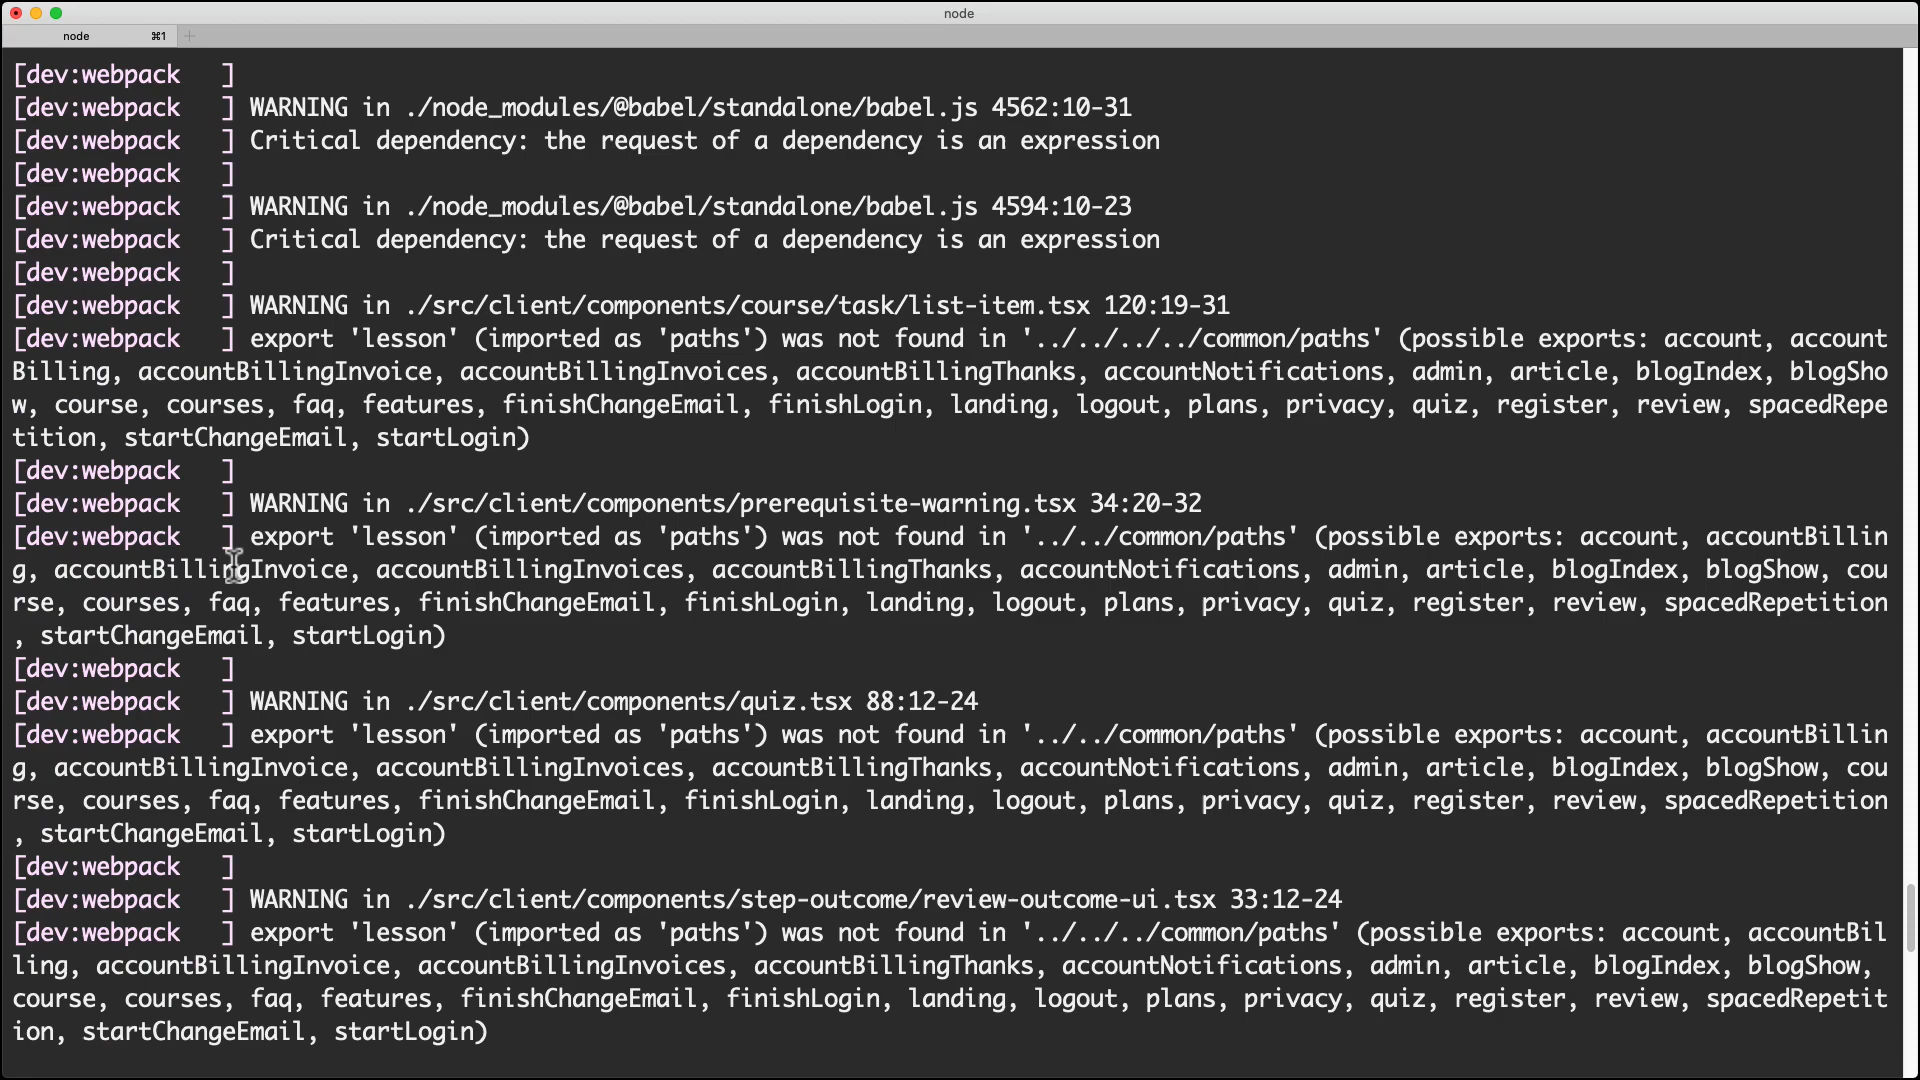 node
node ⌘1
[dev:webpack   ]
[dev:webpack   ] WARNING in ./node_modules/@babel/standalone/babel.js 4562:10-31
[dev:webpack   ] Critical dependency: the request of a dependency is an expression
[dev:webpack   ]
[dev:webpack   ] WARNING in ./node_modules/@babel/standalone/babel.js 4594:10-23
[dev:webpack   ] Critical dependency: the request of a dependency is an expression
[dev:webpack   ]
[dev:webpack   ] WARNING in ./src/client/components/course/task/list-item.tsx 120:19-31
[dev:webpack   ] export 'lesson' (imported as 'paths') was not found in '../../../../common/paths' (possible exports: account, account
Billing, accountBillingInvoice, accountBillingInvoices, accountBillingThanks, accountNotifications, admin, article, blogIndex, blogSho
w, course, courses, faq, features, finishChangeEmail, finishLogin, landing, logout, plans, privacy, quiz, register, review, spacedRepe
tition, startChangeEmail, startLogin)
[dev:webpack   ]
[dev:webpack   ] WARNING in ./src/client/components/prerequisite-warning.tsx 34:20-32
[dev:webpack   ] export 'lesson' (imported as 'paths') was not found in '../../common/paths' (possible exports: account, accountBillin
g, accountBillingInvoice, accountBillingInvoices, accountBillingThanks, accountNotifications, admin, article, blogIndex, blogShow, cou
rse, courses, faq, features, finishChangeEmail, finishLogin, landing, logout, plans, privacy, quiz, register, review, spacedRepetition
, startChangeEmail, startLogin)
[dev:webpack   ]
[dev:webpack   ] WARNING in ./src/client/components/quiz.tsx 88:12-24
[dev:webpack   ] export 'lesson' (imported as 'paths') was not found in '../../common/paths' (possible exports: account, accountBillin
g, accountBillingInvoice, accountBillingInvoices, accountBillingThanks, accountNotifications, admin, article, blogIndex, blogShow, cou
rse, courses, faq, features, finishChangeEmail, finishLogin, landing, logout, plans, privacy, quiz, register, review, spacedRepetition
, startChangeEmail, startLogin)
[dev:webpack   ]
[dev:webpack   ] WARNING in ./src/client/components/step-outcome/review-outcome-ui.tsx 33:12-24
[dev:webpack   ] export 'lesson' (imported as 'paths') was not found in '../../../common/paths' (possible exports: account, accountBil
ling, accountBillingInvoice, accountBillingInvoices, accountBillingThanks, accountNotifications, admin, article, blogIndex, blogShow,
course, courses, faq, features, finishChangeEmail, finishLogin, landing, logout, plans, privacy, quiz, register, review, spacedRepetit
ion, startChangeEmail, startLogin)